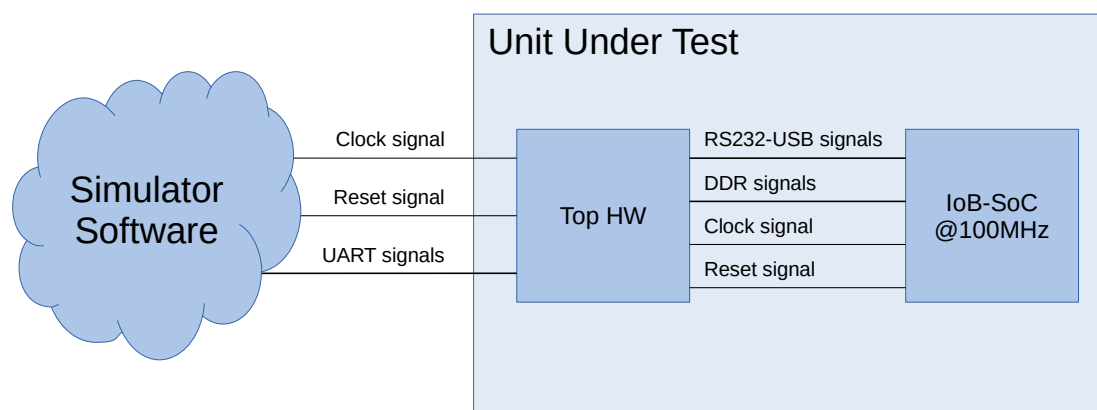 Unit Under Test
Simulator
Software
Clock signal
Reset signal
UART signals
Top HW
RS232-USB signals
DDR signals
Clock signal
Reset signal
IoB-SoC
@100MHz